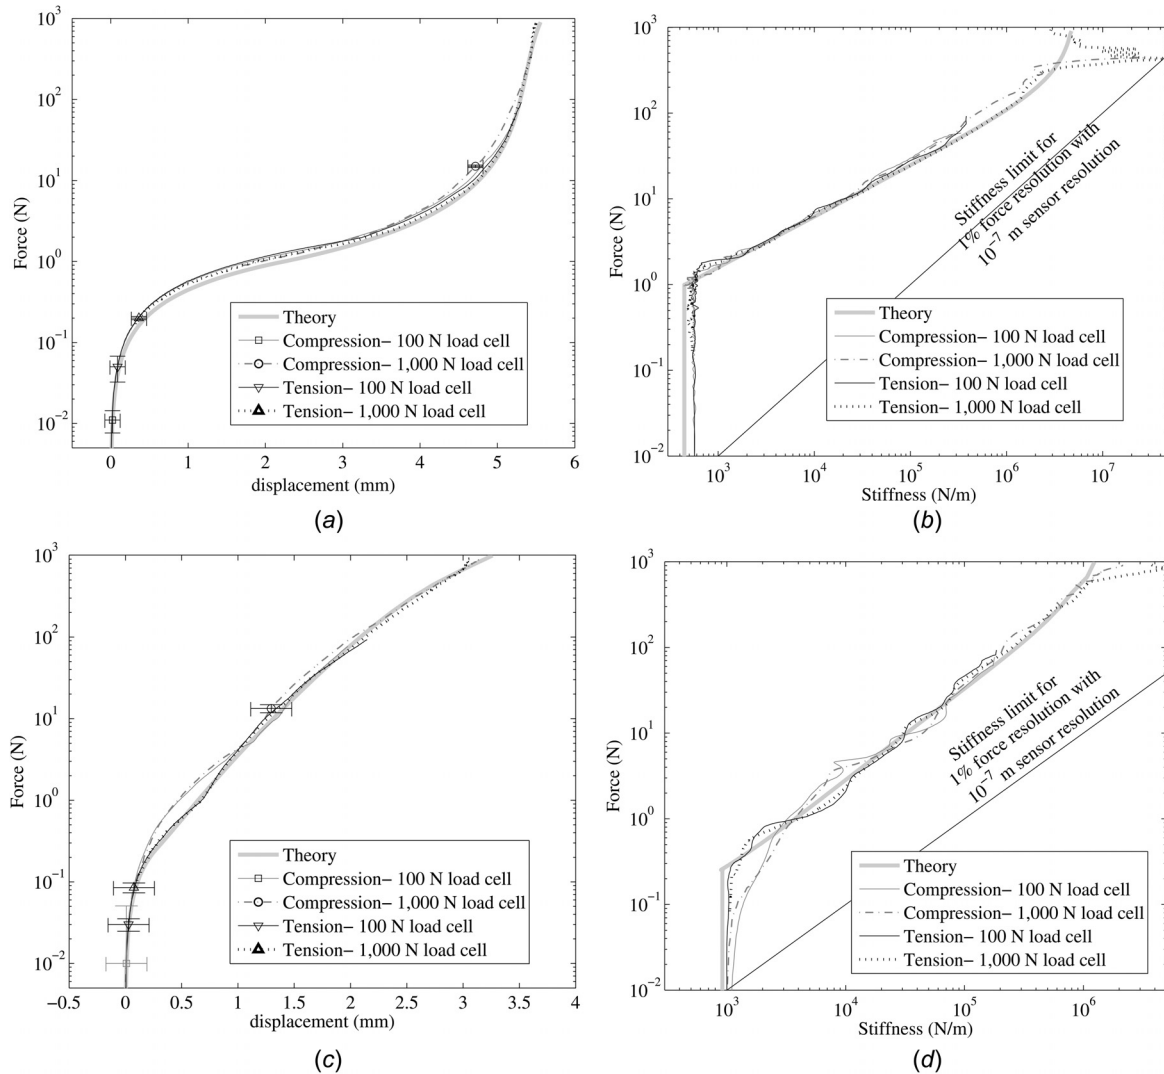 10^3
10^2
10^1
10^0
10^-1
10^-2
Force (N)
0 1 2 3 4 5 6
displacement (mm)
Theory
Compression– 100 N load cell
Compression– 1,000 N load cell
Tension– 100 N load cell
Tension– 1,000 N load cell
(a)
10^3
10^2
10^1
10^0
10^-1
10^-2
Force (N)
10^3 10^4 10^5 10^6 10^7
Stiffness (N/m)
Stiffness limit for
1% force resolution with
10^-7 m sensor resolution
Theory
Compression– 100 N load cell
Compression– 1,000 N load cell
Tension– 100 N load cell
Tension– 1,000 N load cell
(b)
10^3
10^2
10^1
10^0
10^-1
10^-2
Force (N)
−0.5 0 0.5 1 1.5 2 2.5 3 3.5 4
displacement (mm)
Theory
Compression– 100 N load cell
Compression– 1,000 N load cell
Tension– 100 N load cell
Tension– 1,000 N load cell
(c)
10^3
10^2
10^1
10^0
10^-1
10^-2
Force (N)
10^3 10^4 10^5 10^6
Stiffness (N/m)
Stiffness limit for
1% force resolution with
10^-7 m sensor resolution
Theory
Compression– 100 N load cell
Compression– 1,000 N load cell
Tension– 100 N load cell
Tension– 1,000 N load cell
(d)